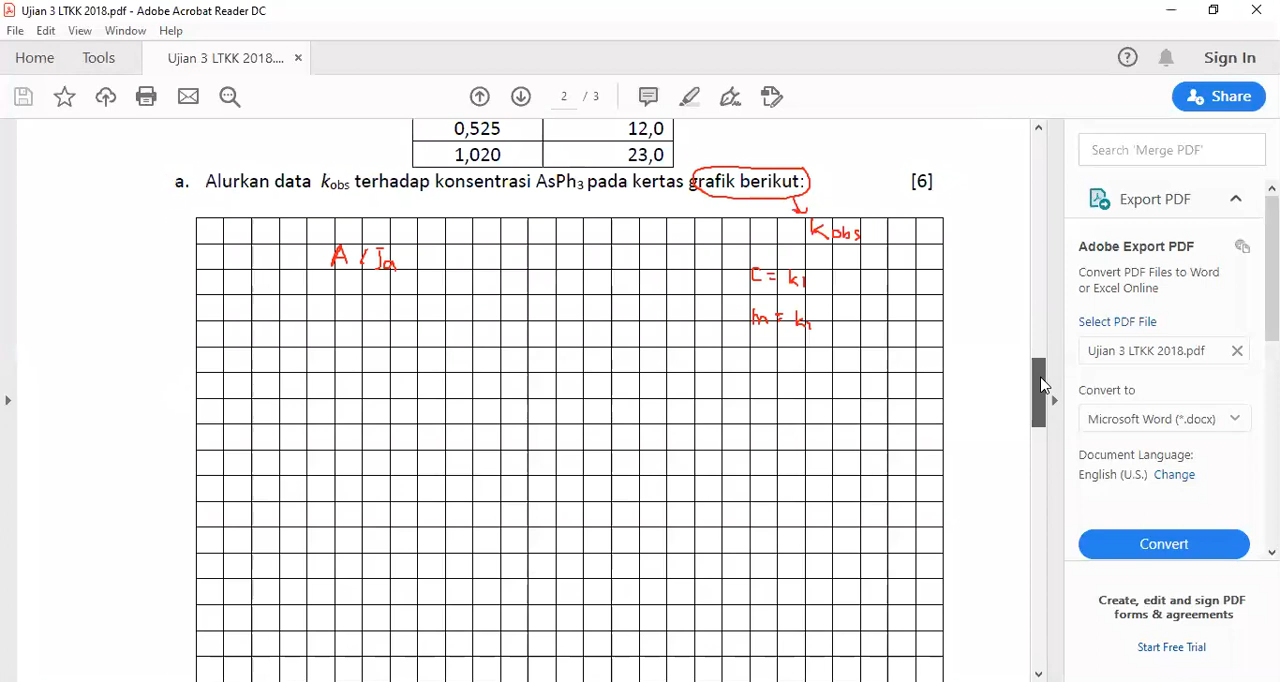 Ujian 3 LTKK 2018.pdf - Adobe Acrobat Reader DC
File Edit View Window Help
Home Tools Ujian 3 LTKK 2018.... × Sign In
2 / 3 Share
0,525 12,0
1,020 23,0
a. Alurkan data kobs terhadap konsentrasi AsPh3 pada kertas grafik berikut: [6]
kobs
A / Ia
C = k1
m = k2
Search 'Merge PDF'
Export PDF
Adobe Export PDF
Convert PDF Files to Word
or Excel Online
Select PDF File
Ujian 3 LTKK 2018.pdf ×
Convert to
Microsoft Word (*.docx)
Document Language:
English (U.S.) Change
Convert
Create, edit and sign PDF
forms & agreements
Start Free Trial